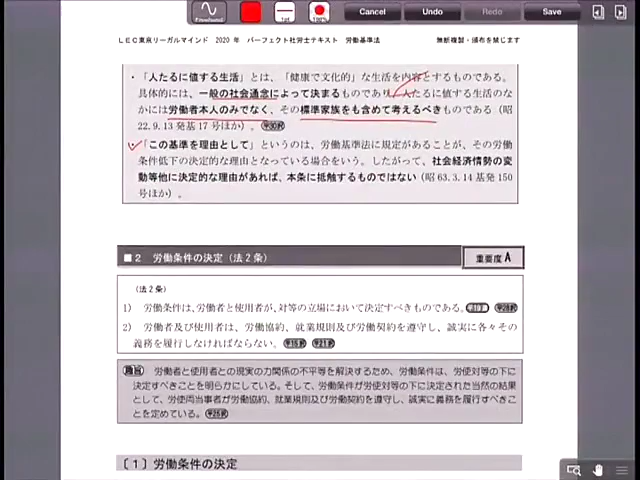 Freehand
1pt
100%
Cancel
Undo
Redo
Save
LEC東京リーガルマインド 2020年 パーフェクト社労士テキスト 労働基準法
無断複製・頒布を禁じます
・「人たるに値する生活」とは、「健康で文化的」な生活を内容とするものである。
具体的には、一般の社会通念によって決まるものであり、人たるに値する生活のな
かには労働者本人のみでなく、その標準家族をも含めて考えるべきものである（昭
22.9.13発基17号ほか）。
・「この基準を理由として」というのは、労働基準法に規定があることが、その労働
条件低下の決定的な理由となっている場合をいう。したがって、社会経済情勢の変
動等他に決定的な理由があれば、本条に抵触するものではない（昭63.3.14基発150
号ほか）。
■2 労働条件の決定（法2条）
重要度A
（法2条）
1） 労働条件は、労働者と使用者が、対等の立場において決定すべきものである。
2） 労働者及び使用者は、労働協約、就業規則及び労働契約を遵守し、誠実に各々その
義務を履行しなければならない。
趣旨 労働者と使用者との現実の力関係の不平等を解決するため、労働条件は、労使対等の下に
決定すべきことを明らかにしている。そして、労働条件が労使対等の下に決定された当然の結果
として、労使両当事者が労働協約、就業規則及び労働契約を遵守し、誠実に義務を履行すべきこ
とを定めている。
〔1〕労働条件の決定